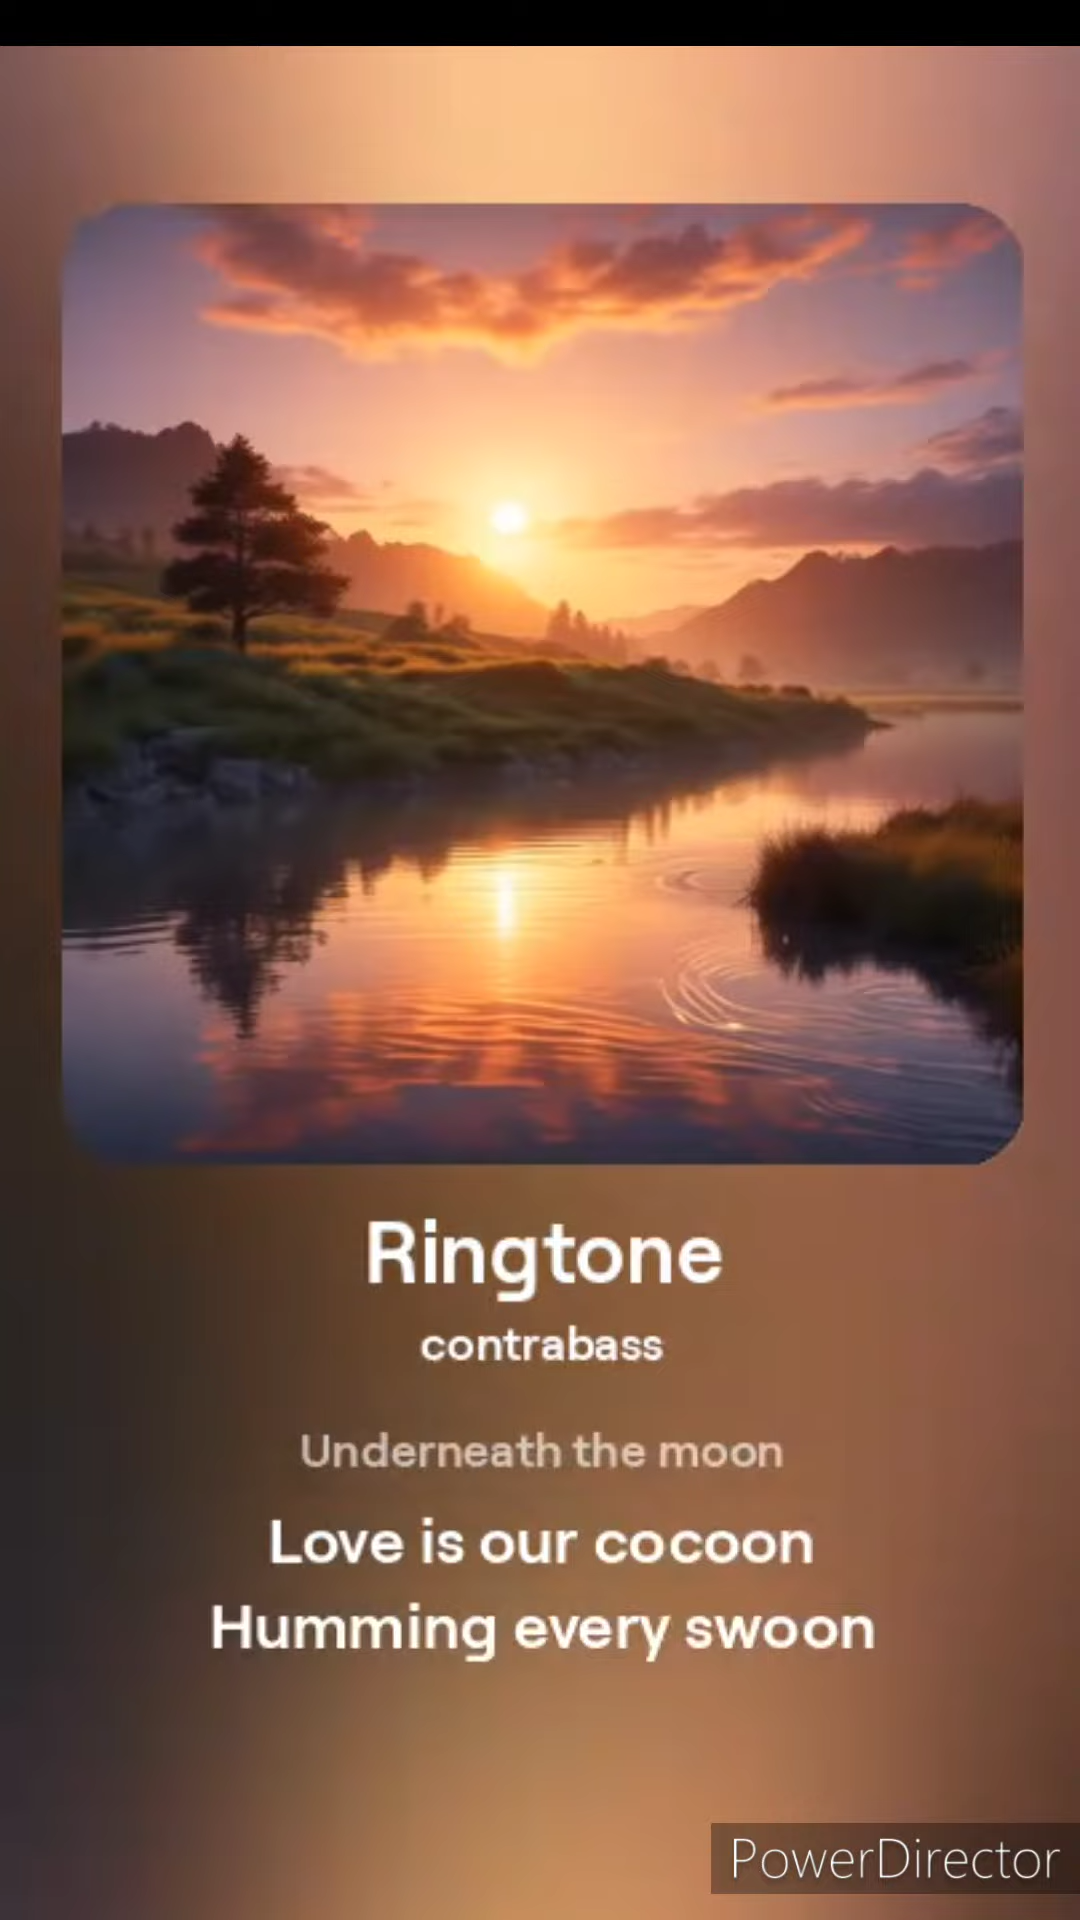 Ringtone
contrabass
Underneath the moon
Love is our cocoon
Humming every swoon
PowerDirector